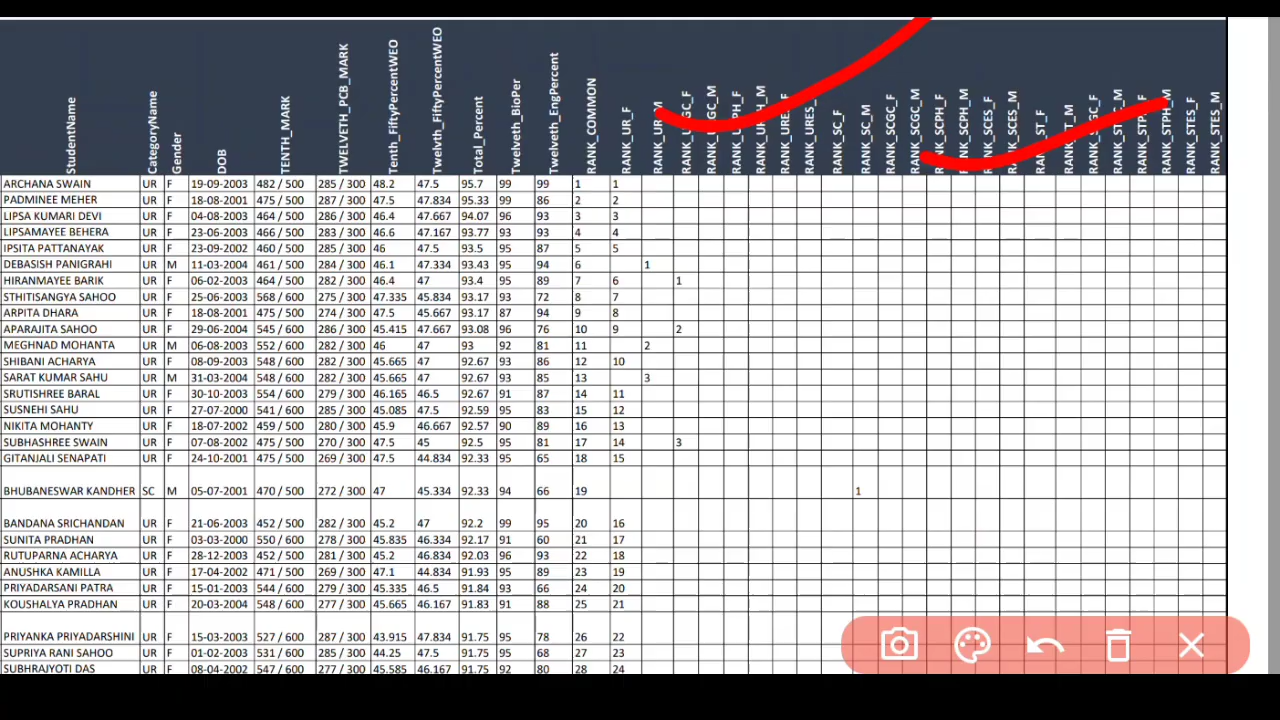 StudentName CategoryName Gender DOB TENTH_MARK TWELVETH_PCB_MARK Tenth_FiftyPercentWEO Twelvth_FiftyPercentWEO Total_Percent Twelveth_BioPer Twelveth_EngPercent RANK_COMMON RANK_UR_F RANK_SC_F RANK_SC_M RANK_SCGC_F RANK_SCGC_M RANK_SCPH_F RANK_SCPH_M RANK_SCES_F RANK_SCES_M RANK_ST_F RANK_STES_F RANK_STES_M
ARCHANA SWAIN UR F 19-09-2003 482 / 500 285 / 300 48.2 47.5 95.7 99 99 1 1
PADMINEE MEHER UR F 18-08-2001 475 / 500 287 / 300 47.5 47.834 95.33 99 86 2 2
LIPSA KUMARI DEVI UR F 04-08-2003 464 / 500 286 / 300 46.4 47.667 94.07 96 93 3 3
LIPSAMAYEE BEHERA UR F 23-06-2003 466 / 500 283 / 300 46.6 47.167 93.77 93 93 4 4
IPSITA PATTANAYAK UR F 23-09-2002 460 / 500 285 / 300 46 47.5 93.5 95 87 5 5
DEBASISH PANIGRAHI UR M 11-03-2004 461 / 500 284 / 300 46.1 47.334 93.43 95 94 6 1
HIRANMAYEE BARIK UR F 06-02-2003 464 / 500 282 / 300 46.4 47 93.4 95 89 7 6 1
STHITISANGYA SAHOO UR F 25-06-2003 568 / 600 275 / 300 47.335 45.834 93.17 93 72 8 7
ARPITA DHARA UR F 18-08-2001 475 / 500 274 / 300 47.5 45.667 93.17 87 94 9 8
APARAJITA SAHOO UR F 29-06-2004 545 / 600 286 / 300 45.415 47.667 93.08 96 76 10 9 2
MEGHNAD MOHANTA UR M 06-08-2003 552 / 600 282 / 300 46 47 93 92 81 11 2
SHIBANI ACHARYA UR F 08-09-2003 548 / 600 282 / 300 45.665 47 92.67 93 86 12 10
SARAT KUMAR SAHU UR M 31-03-2004 548 / 600 282 / 300 45.665 47 92.67 93 85 13 3
SRUTISHREE BARAL UR F 30-10-2003 554 / 600 279 / 300 46.165 46.5 92.67 91 87 14 11
SUSNEHI SAHU UR F 27-07-2000 541 / 600 285 / 300 45.085 47.5 92.59 95 83 15 12
NIKITA MOHANTY UR F 18-07-2002 459 / 500 280 / 300 45.9 46.667 92.57 90 89 16 13
SUBHASHREE SWAIN UR F 07-08-2002 475 / 500 270 / 300 47.5 45 92.5 95 81 17 14 3
GITANJALI SENAPATI UR F 24-10-2001 475 / 500 269 / 300 47.5 44.834 92.33 95 65 18 15
BHUBANESWAR KANDHER SC M 05-07-2001 470 / 500 272 / 300 47 45.334 92.33 94 66 19 1
BANDANA SRICHANDAN UR F 21-06-2003 452 / 500 282 / 300 45.2 47 92.2 99 95 20 16
SUNITA PRADHAN UR F 03-03-2000 550 / 600 278 / 300 45.835 46.334 92.17 91 60 21 17
RUTUPARNA ACHARYA UR F 28-12-2003 452 / 500 281 / 300 45.2 46.834 92.03 96 93 22 18
ANUSHKA KAMILLA UR F 17-04-2002 471 / 500 269 / 300 47.1 44.834 91.93 95 89 23 19
PRIYADARSANI PATRA UR F 15-01-2003 544 / 600 279 / 300 45.335 46.5 91.84 93 66 24 20
KOUSHALYA PRADHAN UR F 20-03-2004 548 / 600 277 / 300 45.665 46.167 91.83 91 88 25 21
PRIYANKA PRIYADARSHINI UR F 15-03-2003 527 / 600 287 / 300 43.915 47.834 91.75 95 78 26 22
SUPRIYA RANI SAHOO UR F 01-02-2003 531 / 600 285 / 300 44.25 47.5 91.75 95 68 27 23
SUBHRAJYOTI DAS UR F 08-04-2002 547 / 600 277 / 300 45.585 46.167 91.75 92 80 28 24